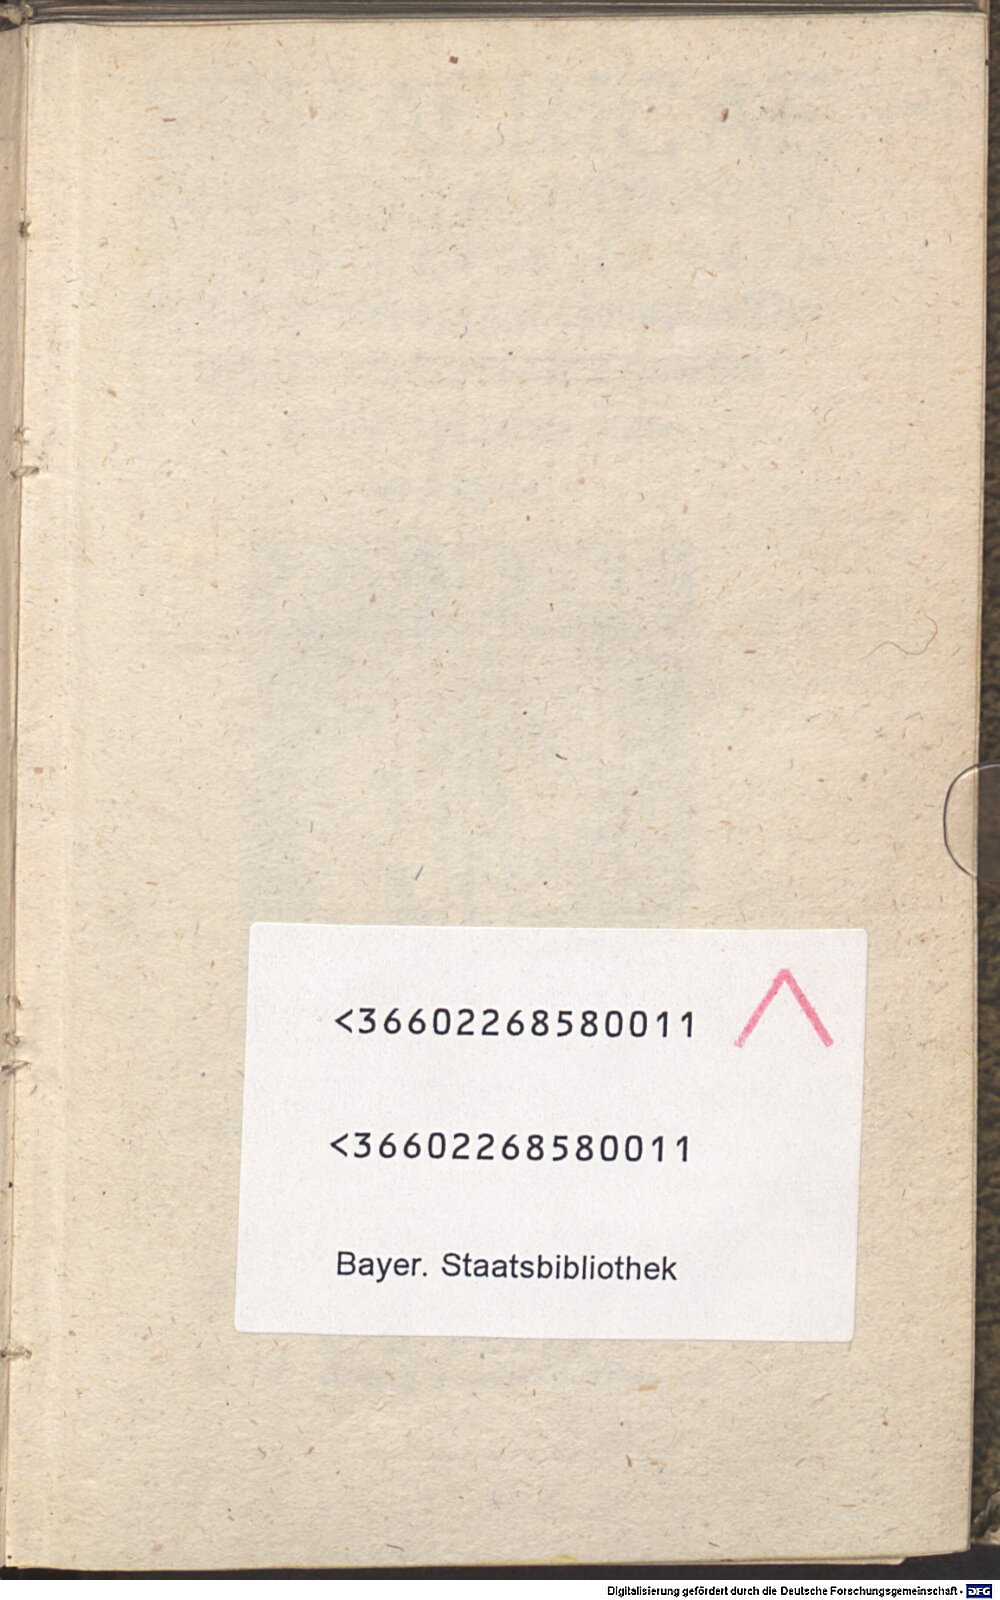 <36602268580011
<36602268580011
Bayer. Staatsbibliothek
Digitalisierung gefördert durch die Deutsche Forschungsgemeinschaft - DFG